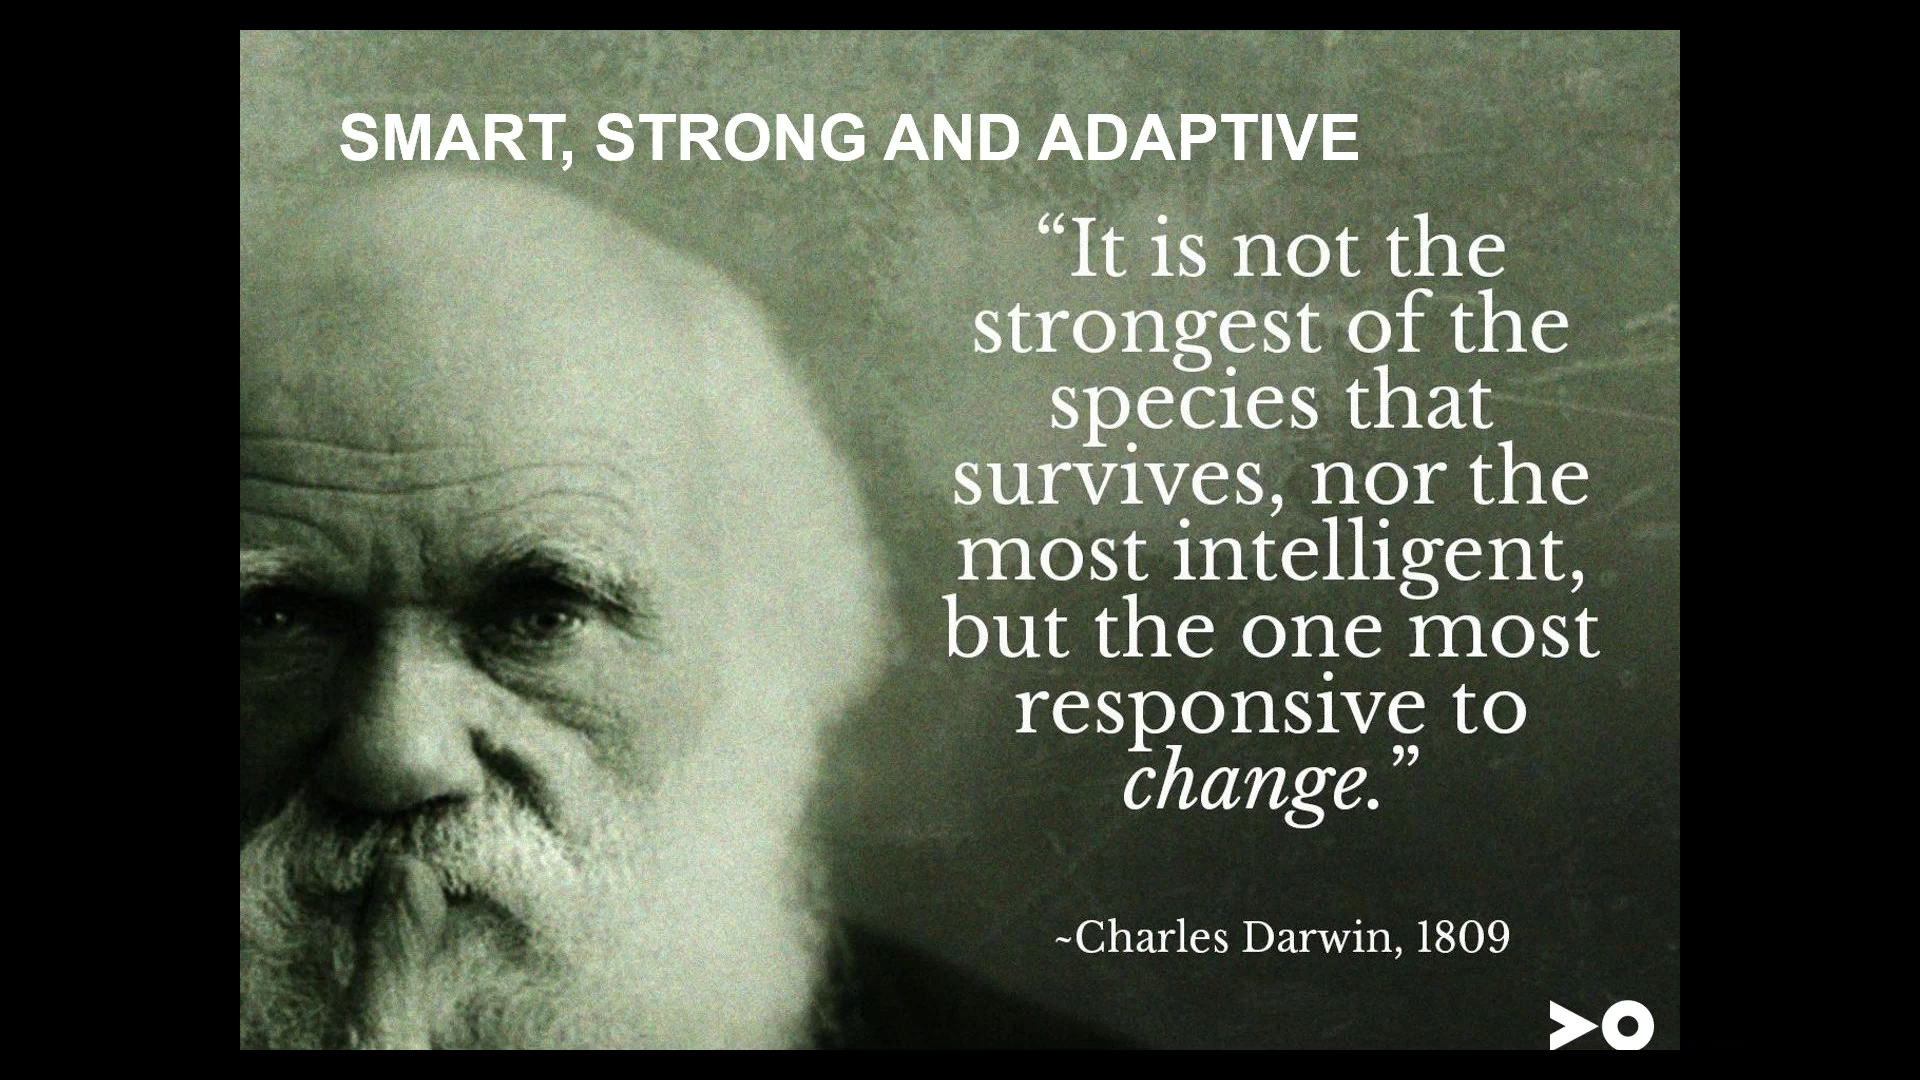 SMART, STRONG AND ADAPTIVE
“It is not the
strongest of the
species that
survives, nor the
most intelligent,
but the one most
responsive to
change.”
~Charles Darwin, 1809